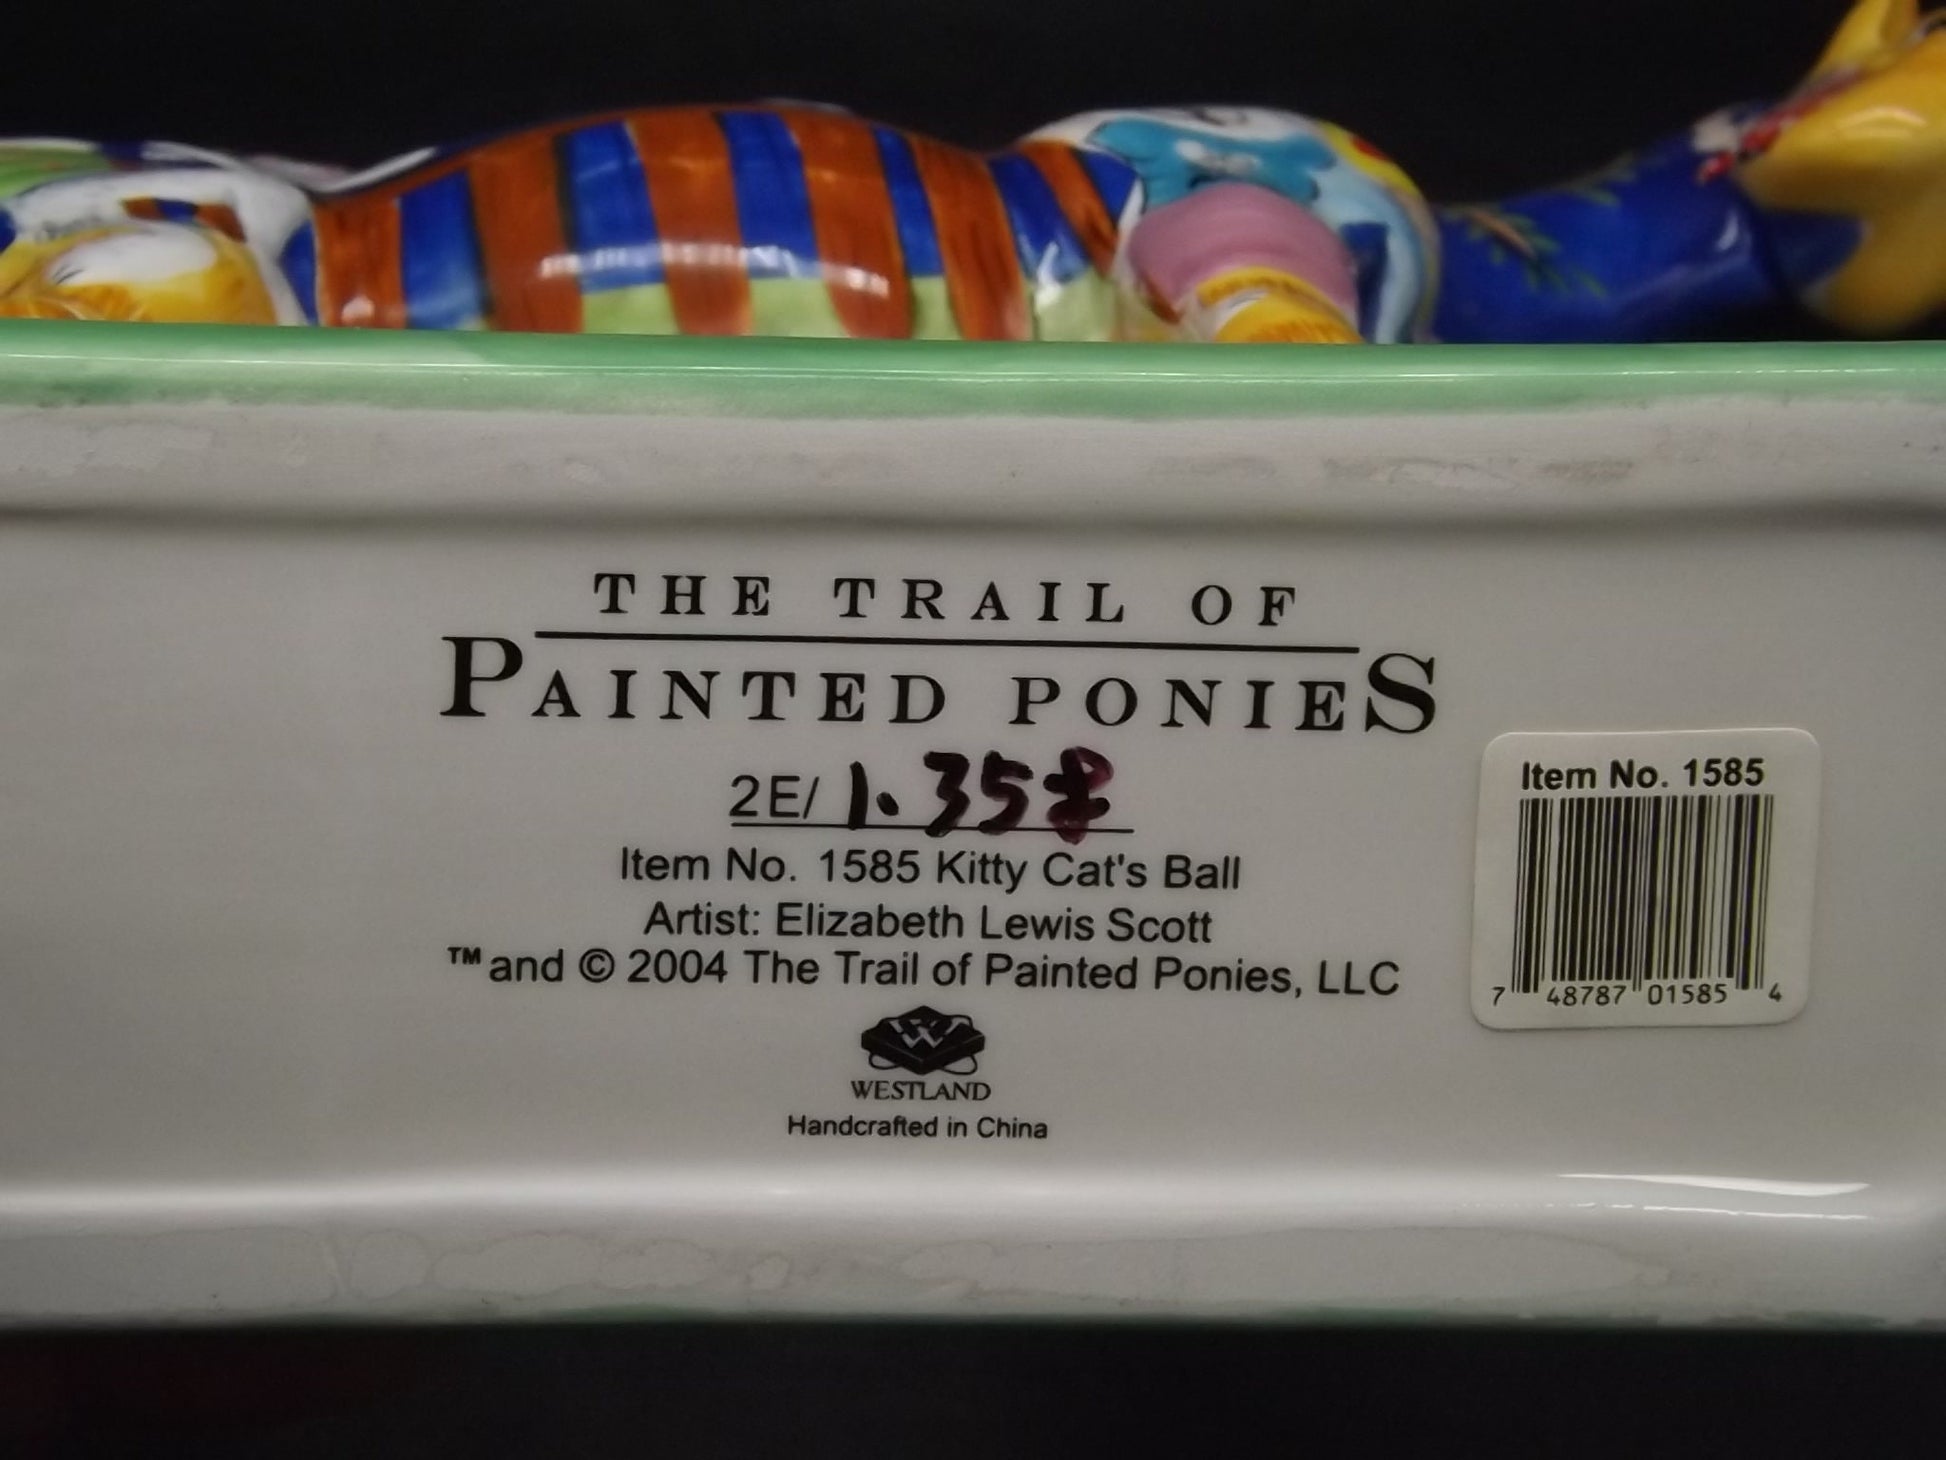 THE TRAIL OF
PAINTED PONIES
2E/ 1.35
Item No. 1585 Kitty Cat's Ball
Artist: Elizabeth Lewis Scott
™ and © 2004 The Trail of Painted Ponies, LLC
WESTLAND
Handcrafted in China
Item No. 1585
7 48787 01585 4